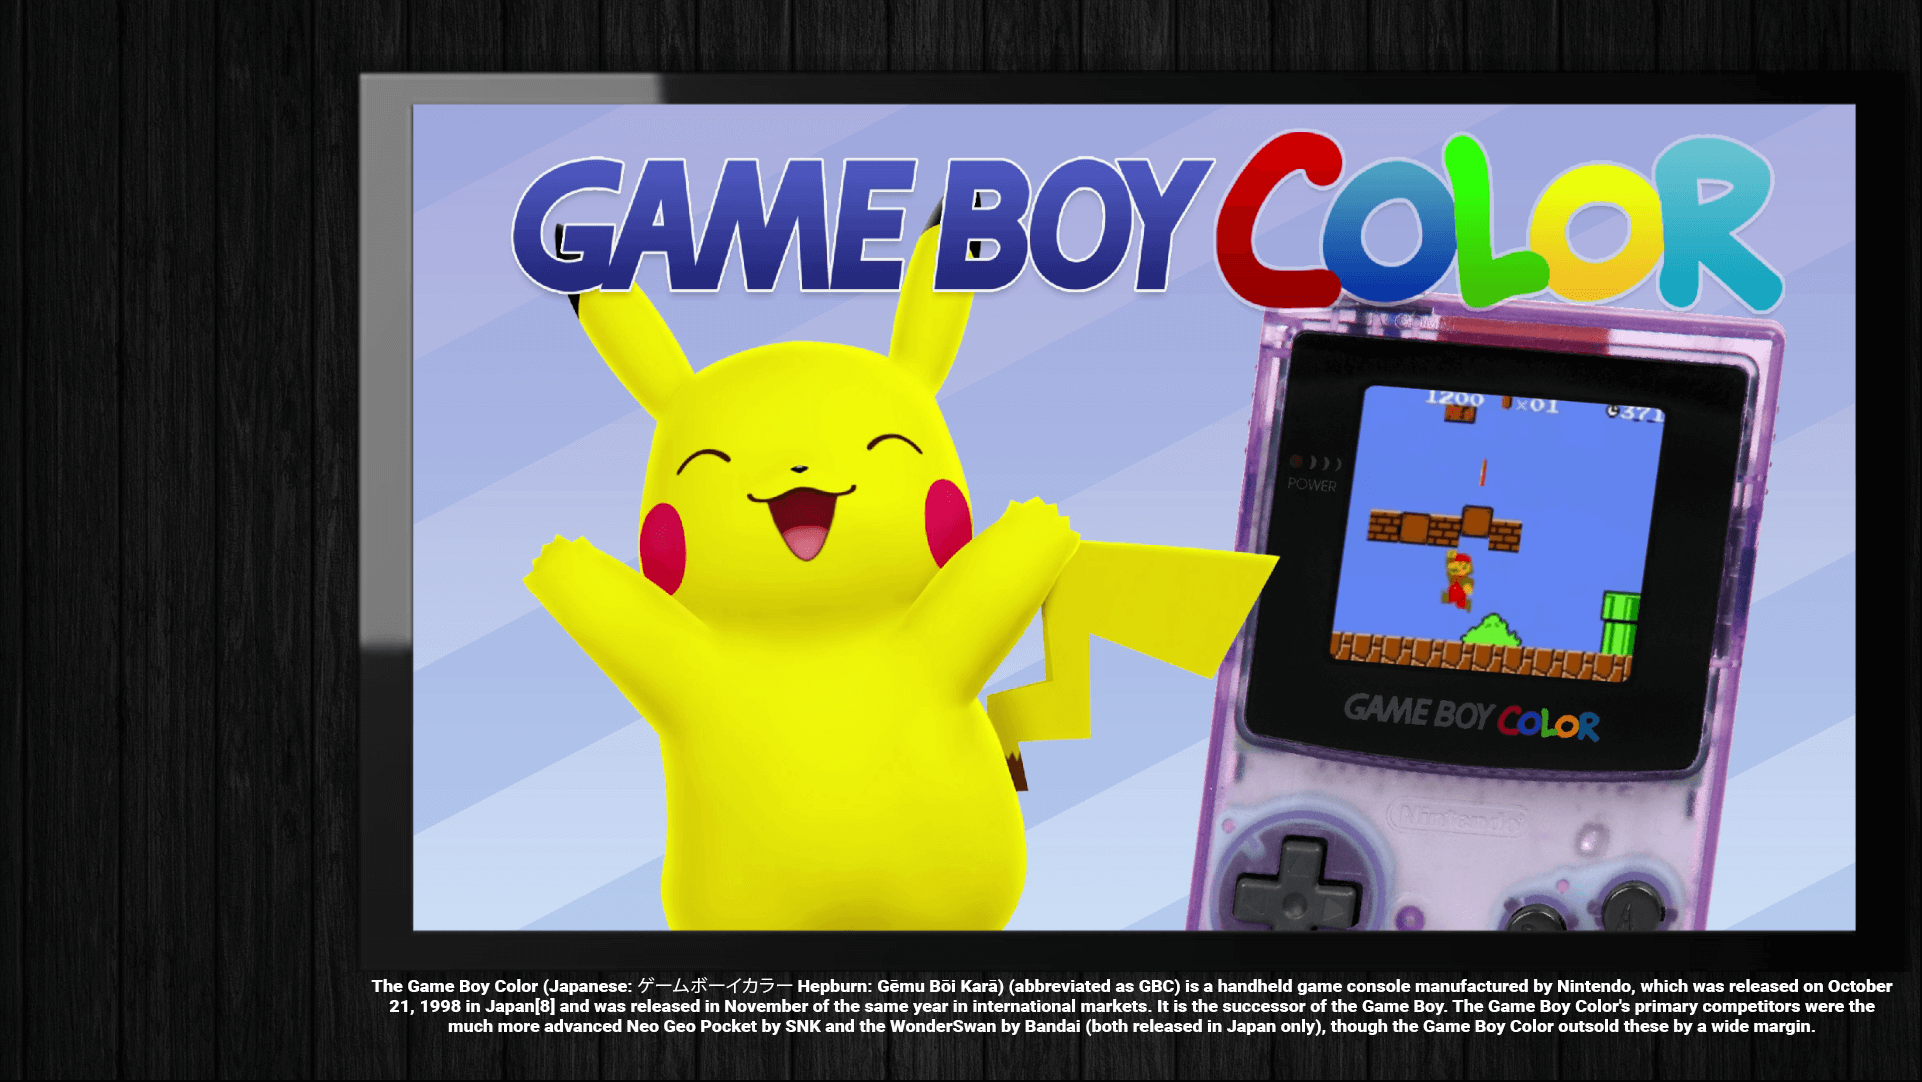 GAME BOY COLOR
1200 ×01 371
POWER
GAME BOY COLOR
Nintendo
A
The Game Boy Color (Japanese: ゲームボーイカラー Hepburn: Gēmu Bōi Karā) (abbreviated as GBC) is a handheld game console manufactured by Nintendo, which was released on October
21, 1998 in Japan[8] and was released in November of the same year in international markets. It is the successor of the Game Boy. The Game Boy Color's primary competitors were the
much more advanced Neo Geo Pocket by SNK and the WonderSwan by Bandai (both released in Japan only), though the Game Boy Color outsold these by a wide margin.